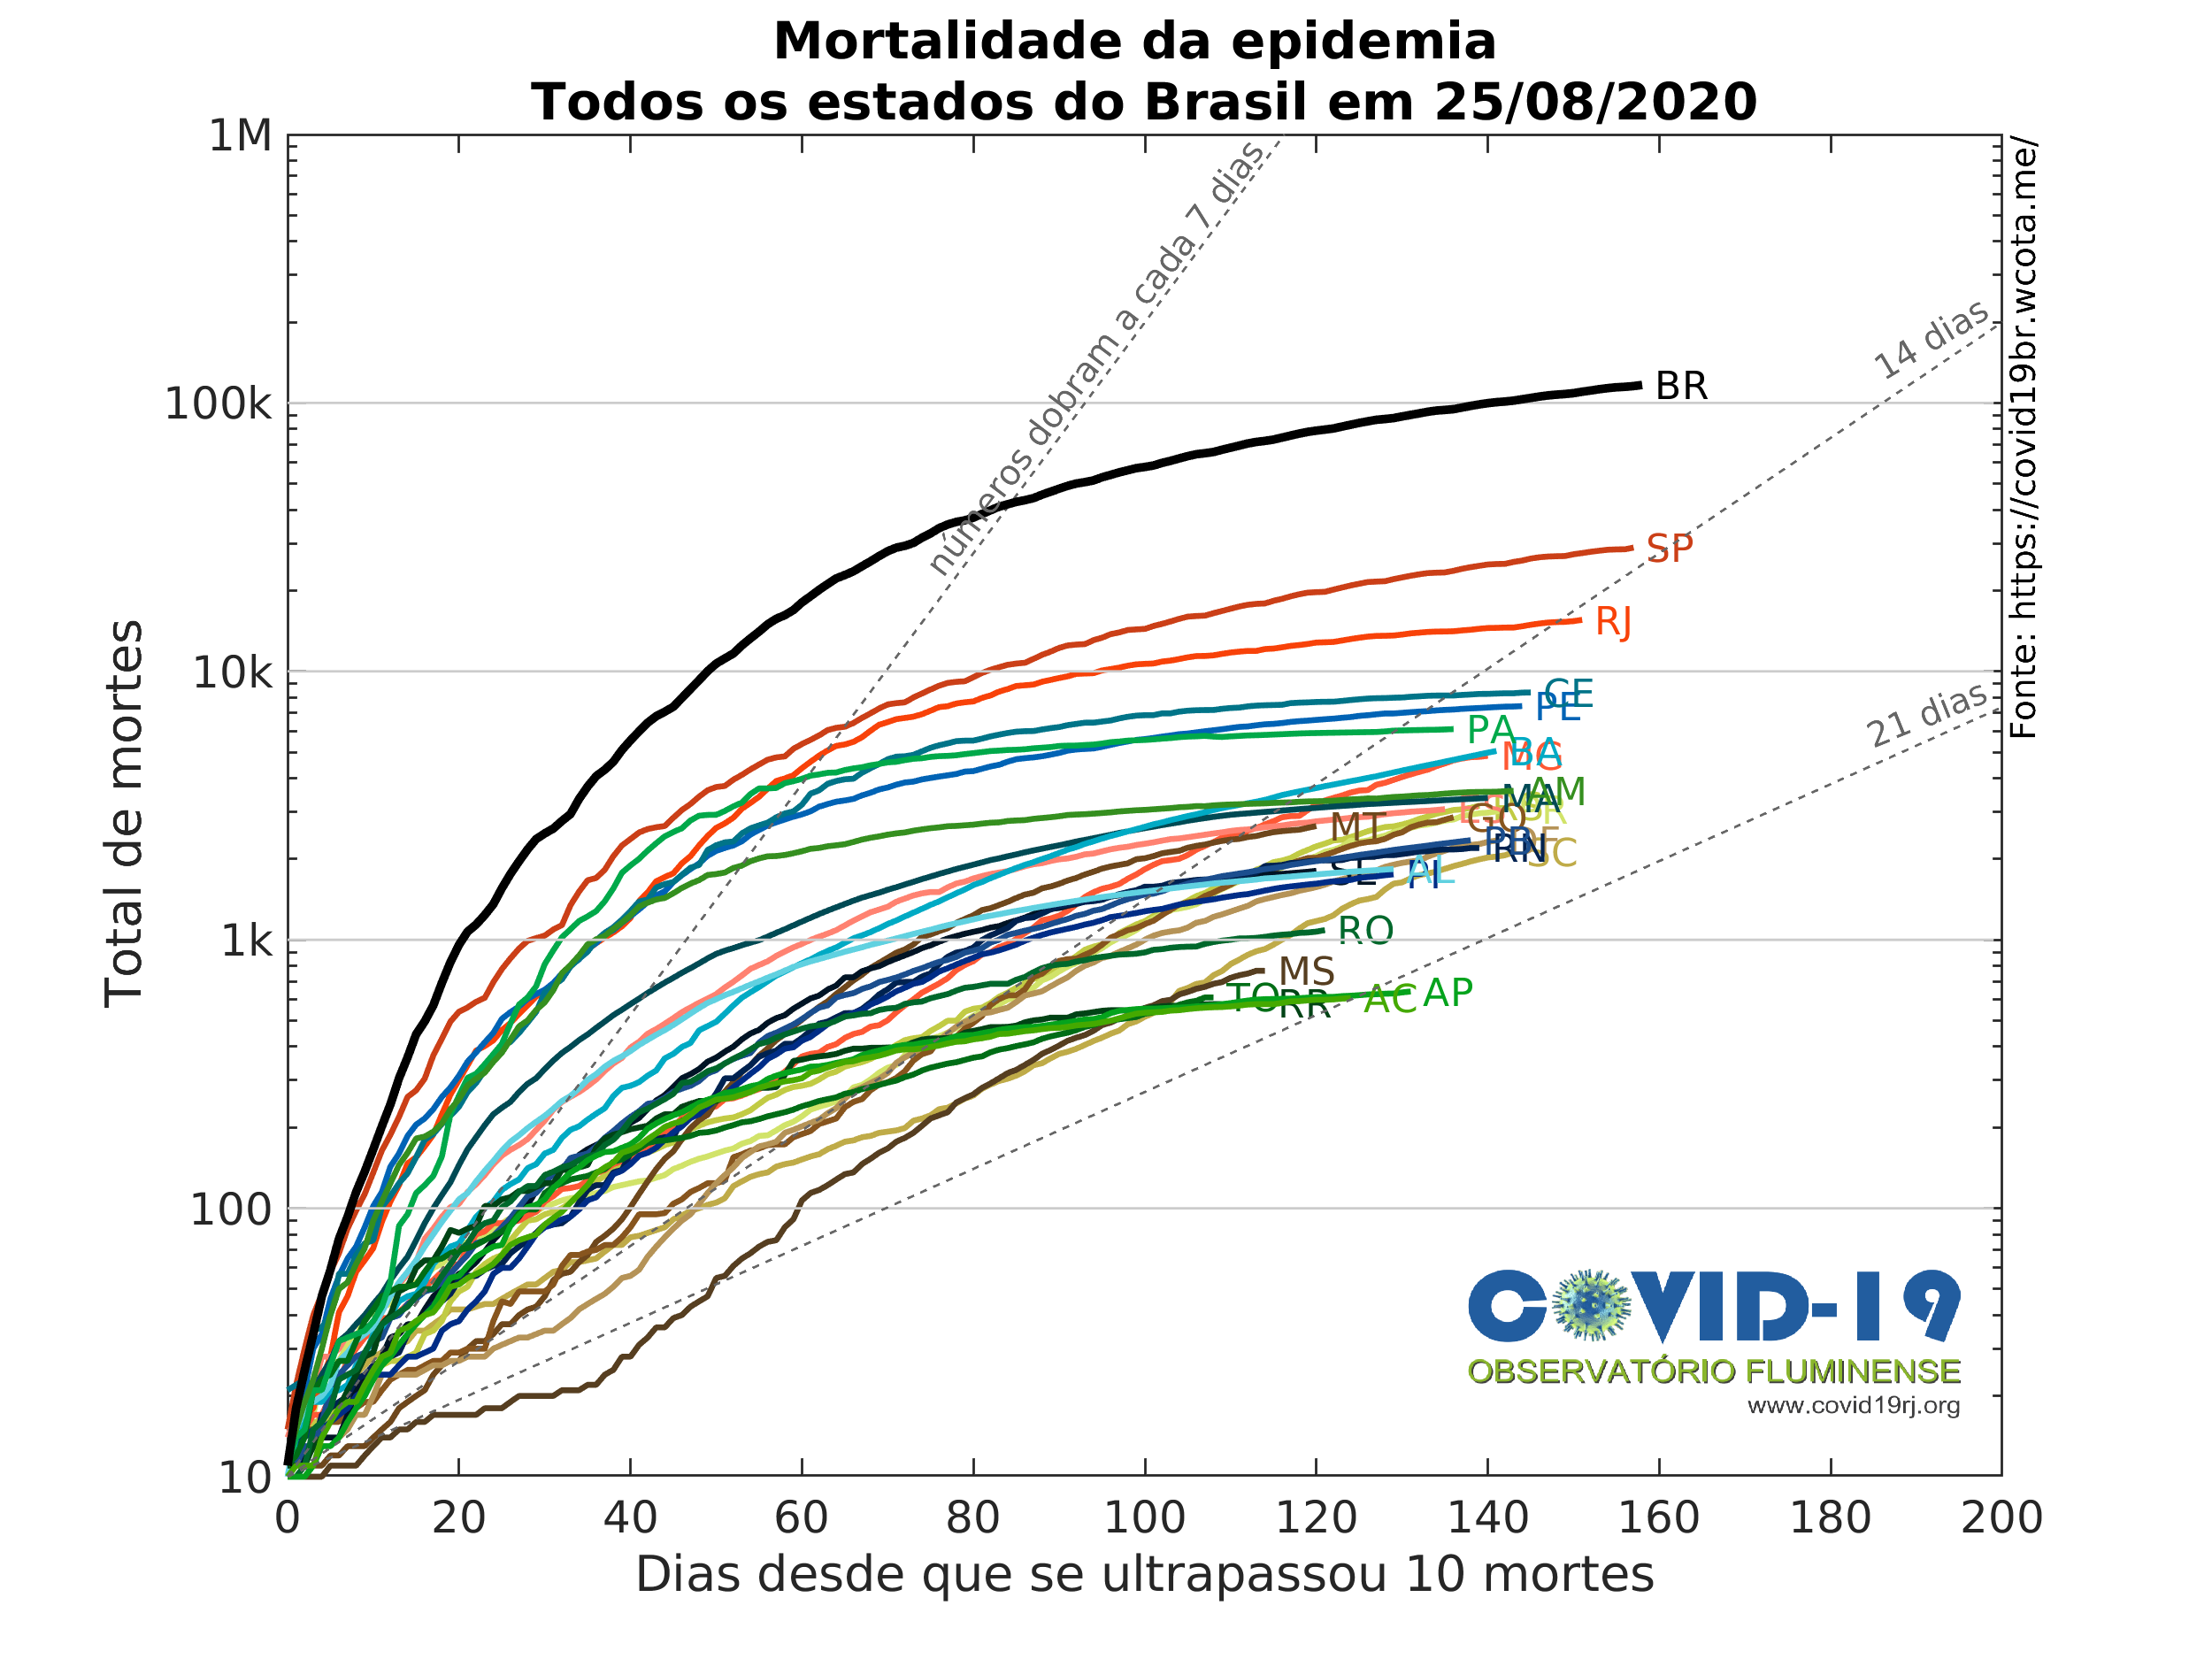 Mortalidade da epidemia
Todos os estados do Brasil em 25/08/2020
Total de mortes
1M
100k
10k
1k
100
10
0 20 40 60 80 100 120 140 160 180 200
Dias desde que se ultrapassou 10 mortes
números dobram a cada 7 dias
14 dias
21 dias
BR
SP
RJ
CE
PE
PA
BA
MG
AM
MA
GO
MT
RN
SC
AL
PI
RO
MS
TO
RR
AC
AP
Fonte: https://covid19br.wcota.me/
COVID-19
OBSERVATÓRIO FLUMINENSE
www.covid19rj.org